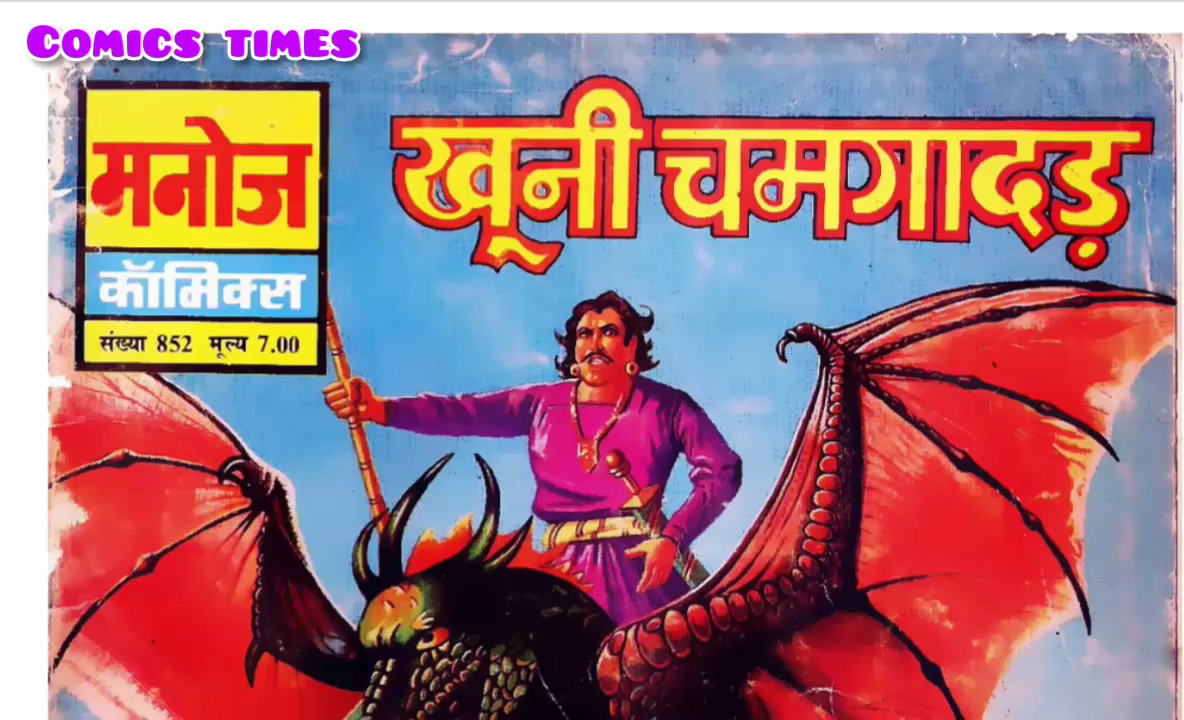 COMICS TIMES
मनोज
कॉमिक्स
संख्या 852 मूल्य 7.00
खूनी चमगादड़